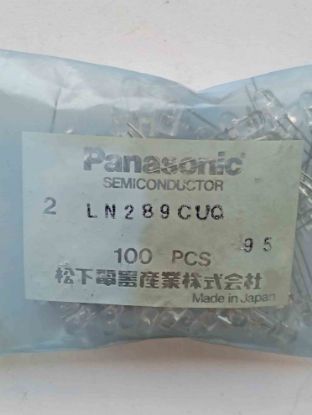 Panasonic
SEMICONDUCTOR
2 LN289CUQ
95
100 PCS
松下電器産業株式会社
Made in Japan